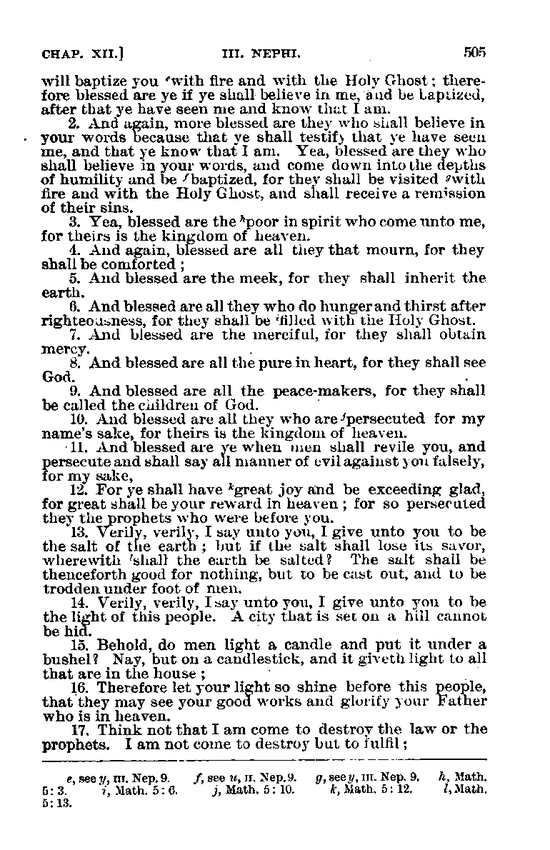 CHAP. XII.] III. NEPHI. 505
will baptize you ᵉwith fire and with the Holy Ghost; there-
fore blessed are ye if ye shall believe in me, and be baptized,
after that ye have seen me and know that I am.
2. And again, more blessed are they who shall believe in
your words because that ye shall testify that ye have seen
me, and that ye know that I am. Yea, blessed are they who
shall believe in your words, and come down into the depths
of humility and be ᶠbaptized, for they shall be visited ᵍwith
fire and with the Holy Ghost, and shall receive a remission
of their sins.
3. Yea, blessed are the ʰpoor in spirit who come unto me,
for theirs is the kingdom of heaven.
4. And again, blessed are all they that mourn, for they
shall be comforted;
5. And blessed are the meek, for they shall inherit the
earth.
6. And blessed are all they who do hunger and thirst after
righteousness, for they shall be ⁱfilled with the Holy Ghost.
7. And blessed are the merciful, for they shall obtain
mercy.
8. And blessed are all the pure in heart, for they shall see
God.
9. And blessed are all the peace-makers, for they shall
be called the children of God.
10. And blessed are all they who are ʲpersecuted for my
name's sake, for theirs is the kingdom of heaven.
11. And blessed are ye when men shall revile you, and
persecute and shall say all manner of evil against you falsely,
for my sake,
12. For ye shall have ᵏgreat joy and be exceeding glad,
for great shall be your reward in heaven; for so persecuted
they the prophets who were before you.
13. Verily, verily, I say unto you, I give unto you to be
the salt of the earth; but if the salt shall lose its savor,
wherewith ˡshall the earth be salted? The salt shall be
thenceforth good for nothing, but to be cast out, and to be
trodden under foot of men.
14. Verily, verily, I say unto you, I give unto you to be
the light of this people. A city that is set on a hill cannot
be hid.
15. Behold, do men light a candle and put it under a
bushel? Nay, but on a candlestick, and it giveth light to all
that are in the house;
16. Therefore let your light so shine before this people,
that they may see your good works and glorify your Father
who is in heaven.
17. Think not that I am come to destroy the law or the
prophets. I am not come to destroy but to fulfil;
e, see y, III. Nep. 9. f, see u, II. Nep. 9. g, see y, III. Nep. 9. h, Math.
5: 3. i, Math. 5: 6. j, Math. 5: 10. k, Math. 5: 12. l, Math.
5: 13.